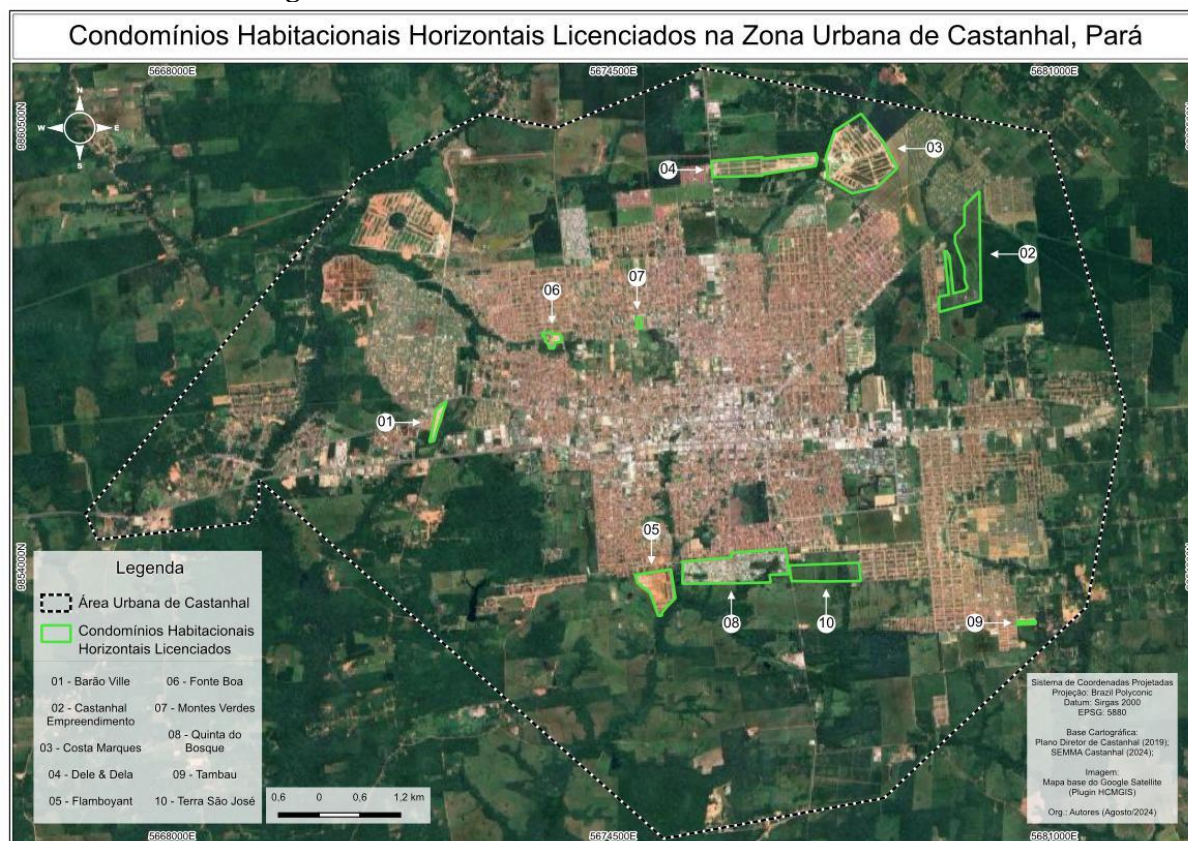 Condomínios Habitacionais Horizontais Licenciados na Zona Urbana de Castanhal, Pará
5668000E
5674500E
5681000E
9860500N
N
W
E
S
03
04
02
07
06
01
05
08
10
09
9854000N
Legenda
Área Urbana de Castanhal
Condomínios Habitacionais
Horizontais Licenciados
01 - Barão Ville
02 - Castanhal
Empreendimento
03 - Costa Marques
04 - Dele & Dela
05 - Flamboyant
06 - Fonte Boa
07 - Montes Verdes
08 - Quinta do
Bosque
09 - Tambau
10 - Terra São José
0,6 0 0,6 1,2 km
Sistema de Coordenadas Projetadas
Projeção: Brazil Polyconic
Datum: Sirgas 2000
EPSG: 5880
Base Cartográfica:
Plano Diretor de Castanhal (2019);
SEMMA Castanhal (2024);
Imagem:
Mapa base do Google Satellite
(Plugin HCMGIS)
Org.: Autores (Agosto/2024)
5668000E
5674500E
5681000E